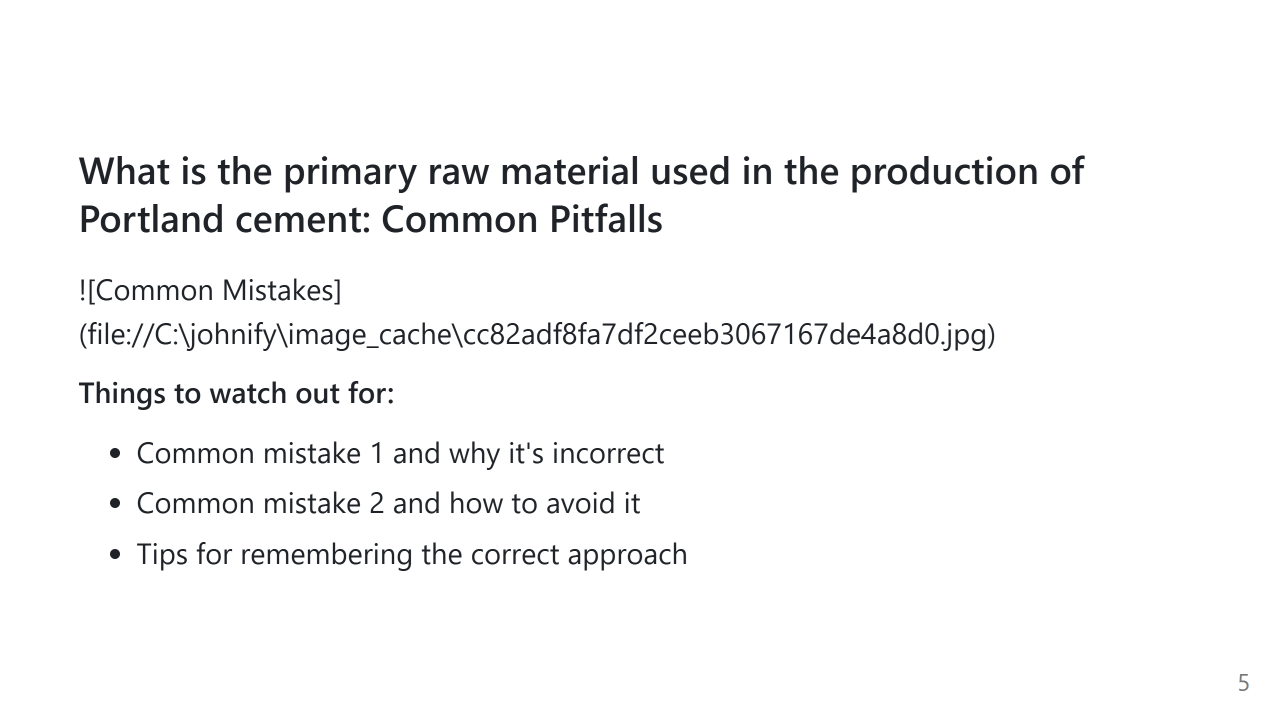 What is the primary raw material used in the production of
Portland cement: Common Pitfalls
![Common Mistakes]
(file://C:\johnify\image_cache\cc82adf8fa7df2ceeb3067167de4a8d0.jpg)
Things to watch out for:
• Common mistake 1 and why it's incorrect
• Common mistake 2 and how to avoid it
• Tips for remembering the correct approach
5